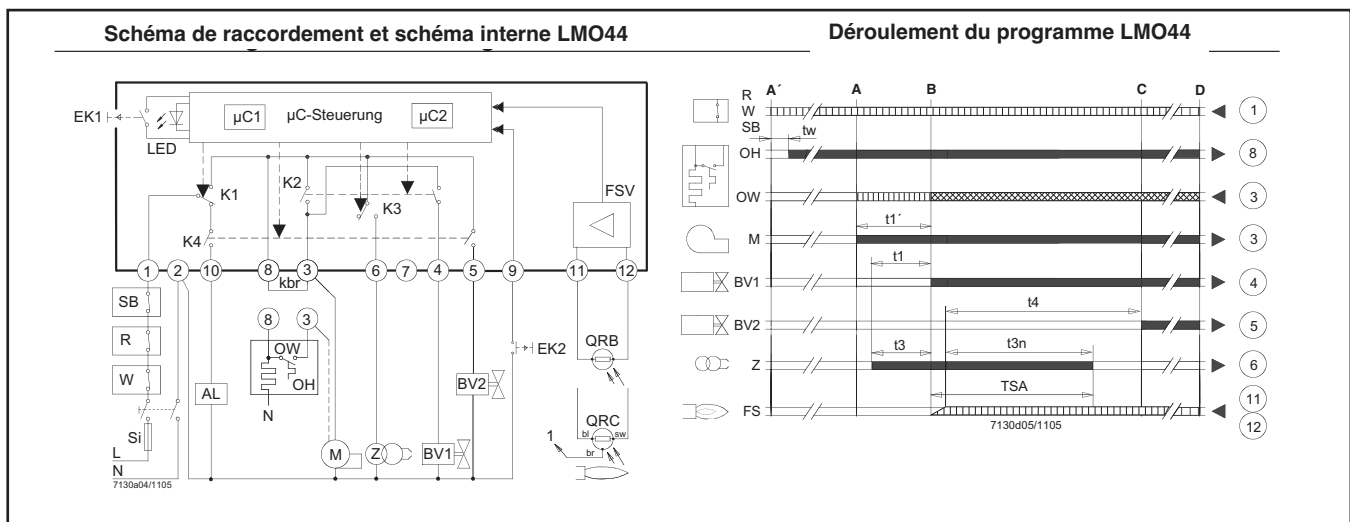 Schéma de raccordement et schéma interne LMO44
Déroulement du programme LMO44
EK1
LED
µC1
µC-Steuerung
µC2
K1
K2
K3
K4
FSV
1 2 10 8 3 6 7 4 5 9 11 12
kbr
SB
R
W
Si
L
N
7130a04/1105
AL
8 3
OW
OH
N
M
Z
BV1
BV2
EK2
QRB
QRC
bl
sw
br
1
A´ A B C D
R
W
SB
1
tw
OH
8
OW
3
t1´
M
3
t1
BV1
4
t4
BV2
5
t3
t3n
Z
6
TSA
FS
11
12
7130d05/1105